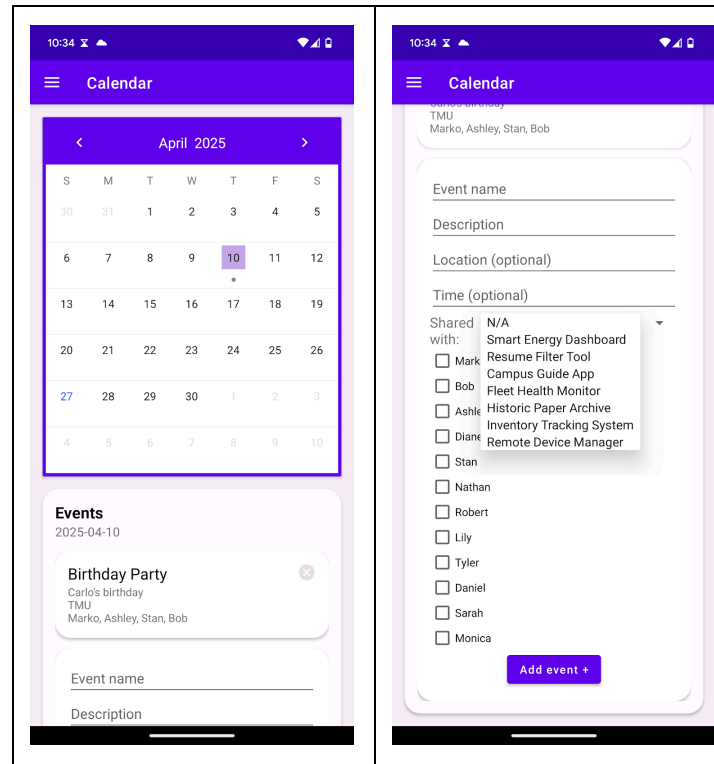 10:34
Calendar
April 2025
S M T W T F S
30 31 1 2 3 4 5
6 7 8 9 10 11 12
13 14 15 16 17 18 19
20 21 22 23 24 25 26
27 28 29 30 1 2 3
4 5 6 7 8 9 10
Events
2025-04-10
Birthday Party
Carlo's birthday
TMU
Marko, Ashley, Stan, Bob
Event name
Description
10:34
Calendar
Carlo's birthday
TMU
Marko, Ashley, Stan, Bob
Event name
Description
Location (optional)
Time (optional)
Shared
with:
N/A
Smart Energy Dashboard
Resume Filter Tool
Campus Guide App
Fleet Health Monitor
Historic Paper Archive
Inventory Tracking System
Remote Device Manager
Mark
Bob
Ashle
Diane
Stan
Nathan
Robert
Lily
Tyler
Daniel
Sarah
Monica
Add event +